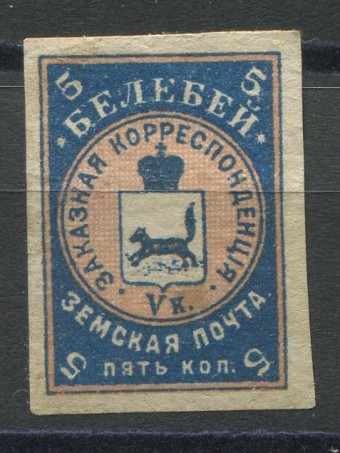 5 5
* БЕЛЕБЕЙ *
· ЗАКАЗНАЯ КОРРЕСПОНДЕНЦІЯ ·
V к.
ЗЕМСКАЯ ПОЧТА.
5 5
ПЯТЬ КОП.